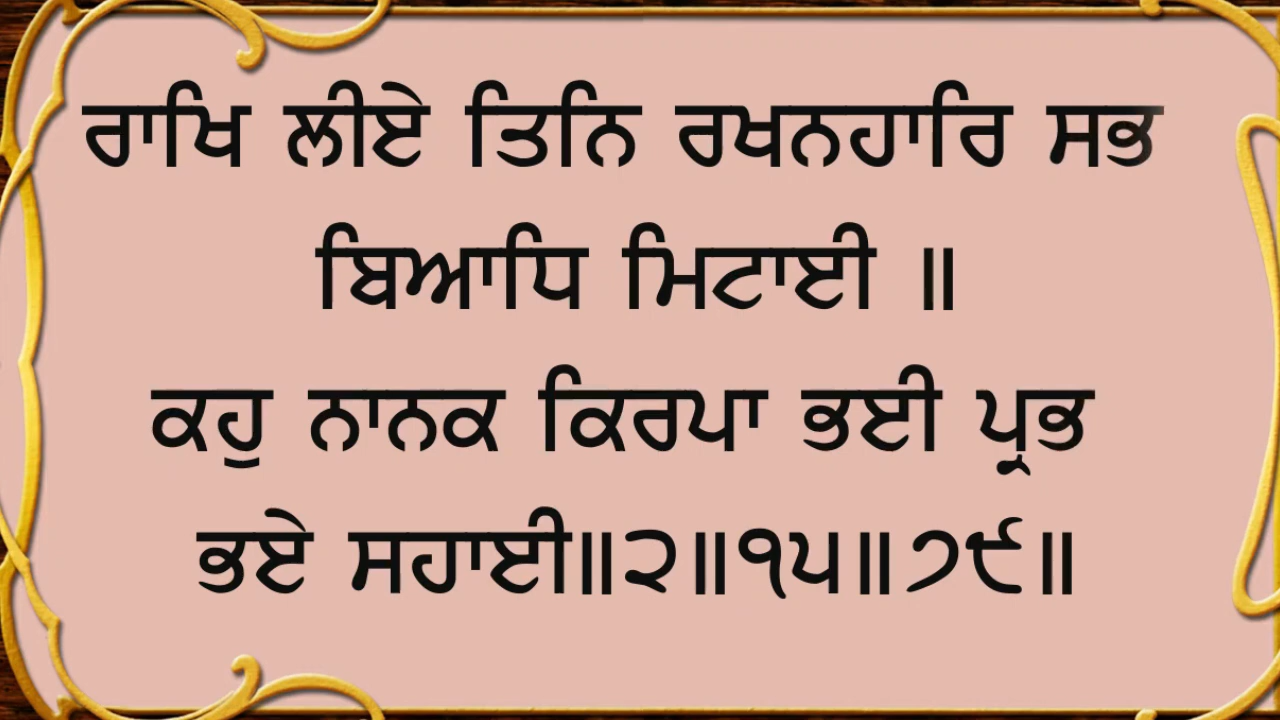 ਰਾਖਿ ਲੀਏ ਤਿਨਿ ਰਖਨਹਾਰਿ ਸਭ
ਬਿਆਧਿ ਮਿਟਾਈ ॥
ਕਹੁ ਨਾਨਕ ਕਿਰਪਾ ਭਈ ਪ੍ਰਭ
ਭਏ ਸਹਾਈ॥੨॥੧੫॥੭੯॥